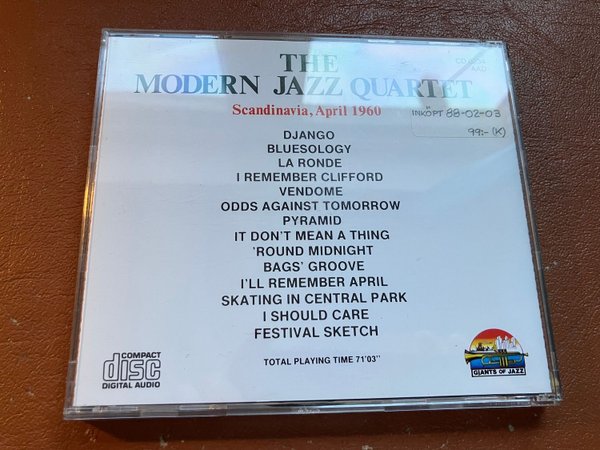 THE
MODERN JAZZ QUARTET
Scandinavia, April 1960
AAD
INKÖPT 88-02-03
99:- (K)
DJANGO
BLUESOLOGY
LA RONDE
I REMEMBER CLIFFORD
VENDOME
ODDS AGAINST TOMORROW
PYRAMID
IT DON'T MEAN A THING
'ROUND MIDNIGHT
BAGS' GROOVE
I'LL REMEMBER APRIL
SKATING IN CENTRAL PARK
I SHOULD CARE
FESTIVAL SKETCH
TOTAL PLAYING TIME 71'03"
COMPACT
disc
DIGITAL AUDIO
GIANTS OF JAZZ